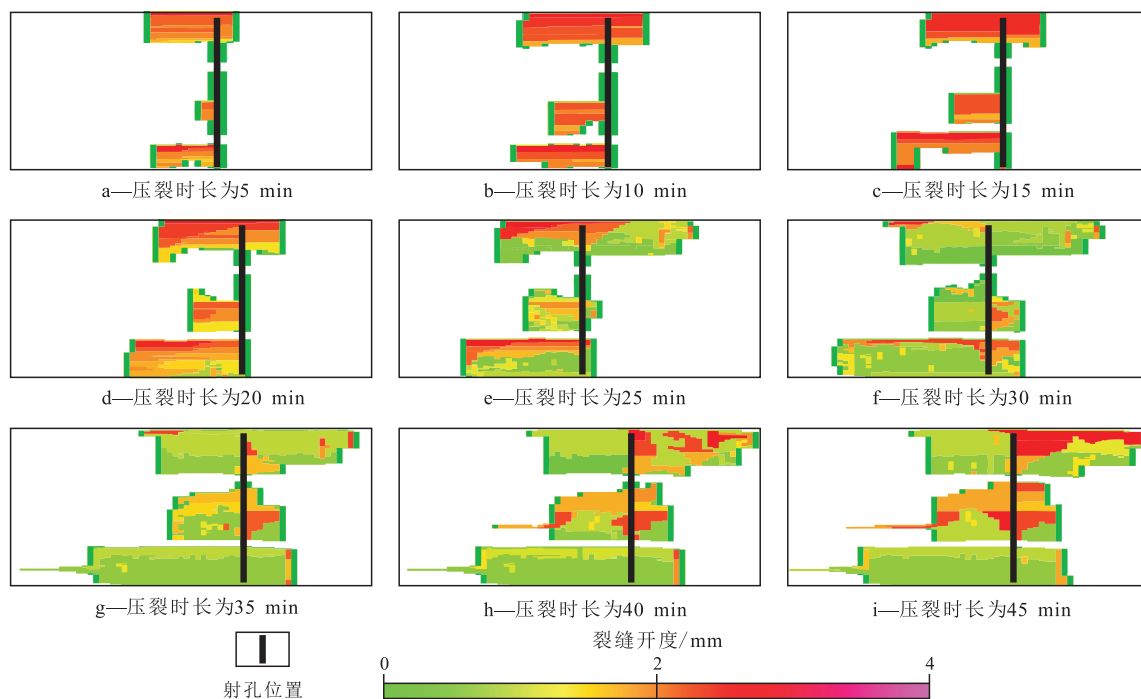 a—压裂时长为5 min
b—压裂时长为10 min
c—压裂时长为15 min
d—压裂时长为20 min
e—压裂时长为25 min
f—压裂时长为30 min
g—压裂时长为35 min
h—压裂时长为40 min
i—压裂时长为45 min
裂缝开度/mm
0
2
4
射孔位置